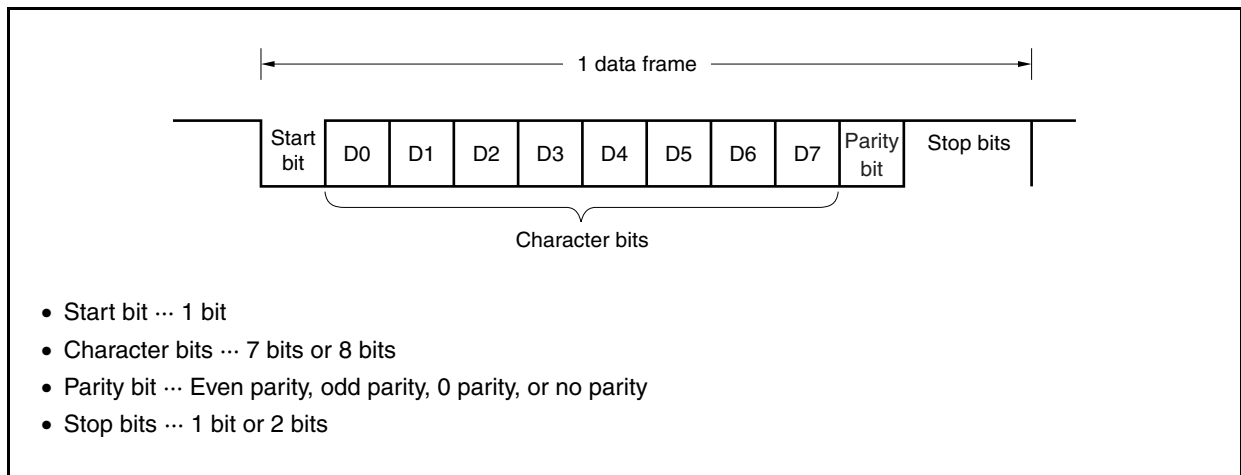 1 data frame
Start bit D0 D1 D2 D3 D4 D5 D6 D7 Parity bit Stop bits
Character bits
• Start bit ··· 1 bit
• Character bits ··· 7 bits or 8 bits
• Parity bit ··· Even parity, odd parity, 0 parity, or no parity
• Stop bits ··· 1 bit or 2 bits